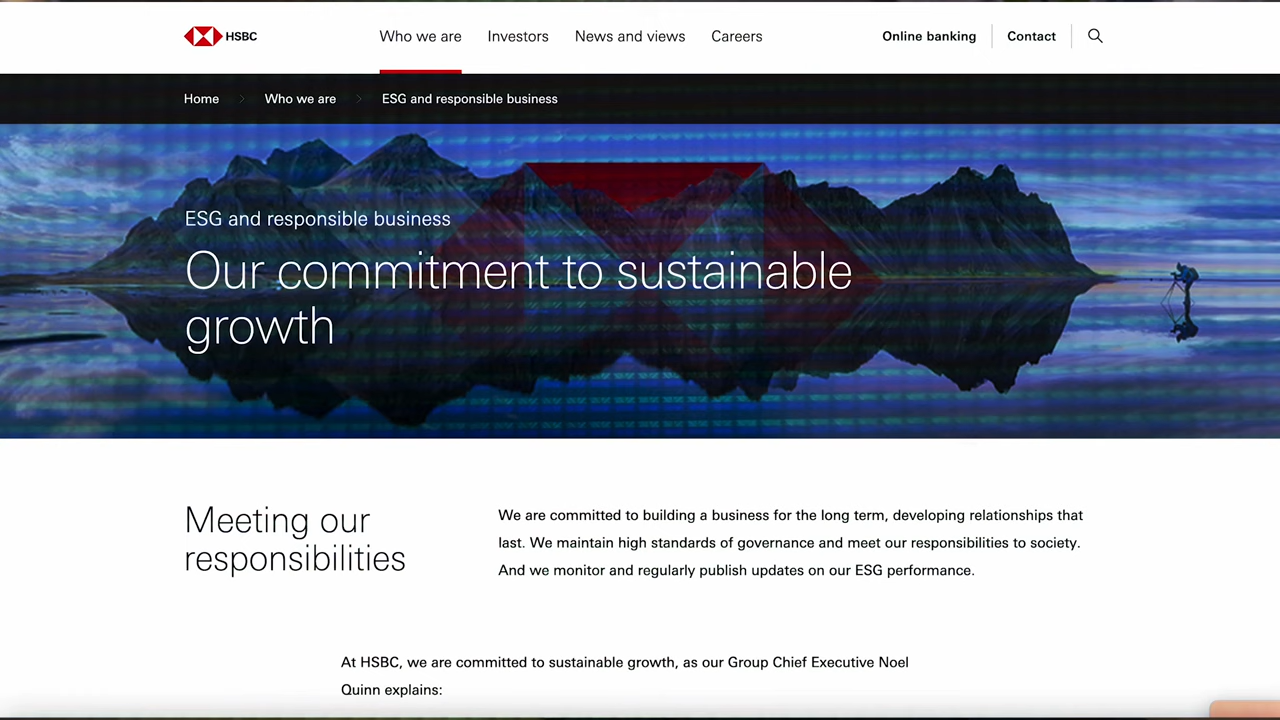 HSBC
Who we are
Investors
News and views
Careers
Online banking
Contact
Home
Who we are
ESG and responsible business
ESG and responsible business
Our commitment to sustainable
growth
Meeting our
responsibilities
We are committed to building a business for the long term, developing relationships that
last. We maintain high standards of governance and meet our responsibilities to society.
And we monitor and regularly publish updates on our ESG performance.
At HSBC, we are committed to sustainable growth, as our Group Chief Executive Noel
Quinn explains: